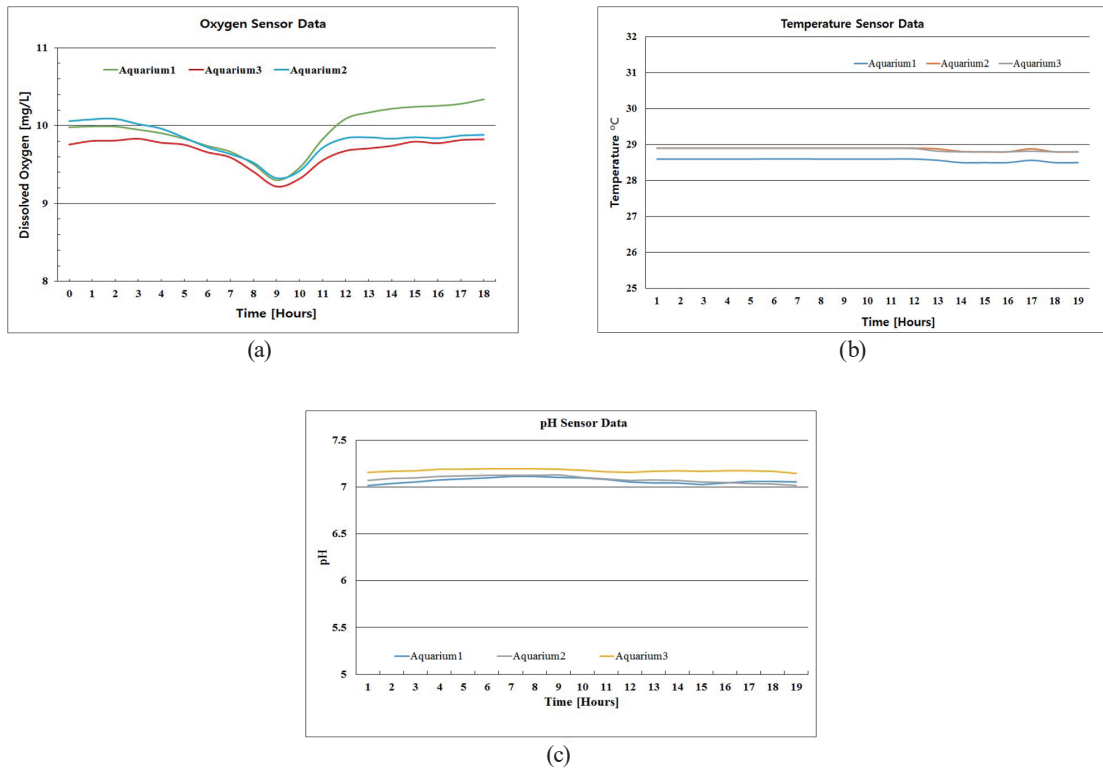 Oxygen Sensor Data
11
Aquarium1 Aquarium3 Aquarium2
10
9
8
Dissolved Oxygen [mg/L]
0 1 2 3 4 5 6 7 8 9 10 11 12 13 14 15 16 17 18
Time [Hours]
(a)
Temperature Sensor Data
32
31
Aquarium1 Aquarium2 Aquarium3
30
29
28
27
26
25
Temperature °C
1 2 3 4 5 6 7 8 9 10 11 12 13 14 15 16 17 18 19
Time [Hours]
(b)
pH Sensor Data
7.5
7
6.5
6
5.5
5
pH
Aquarium1 Aquarium2 Aquarium3
1 2 3 4 5 6 7 8 9 10 11 12 13 14 15 16 17 18 19
Time [Hours]
(c)